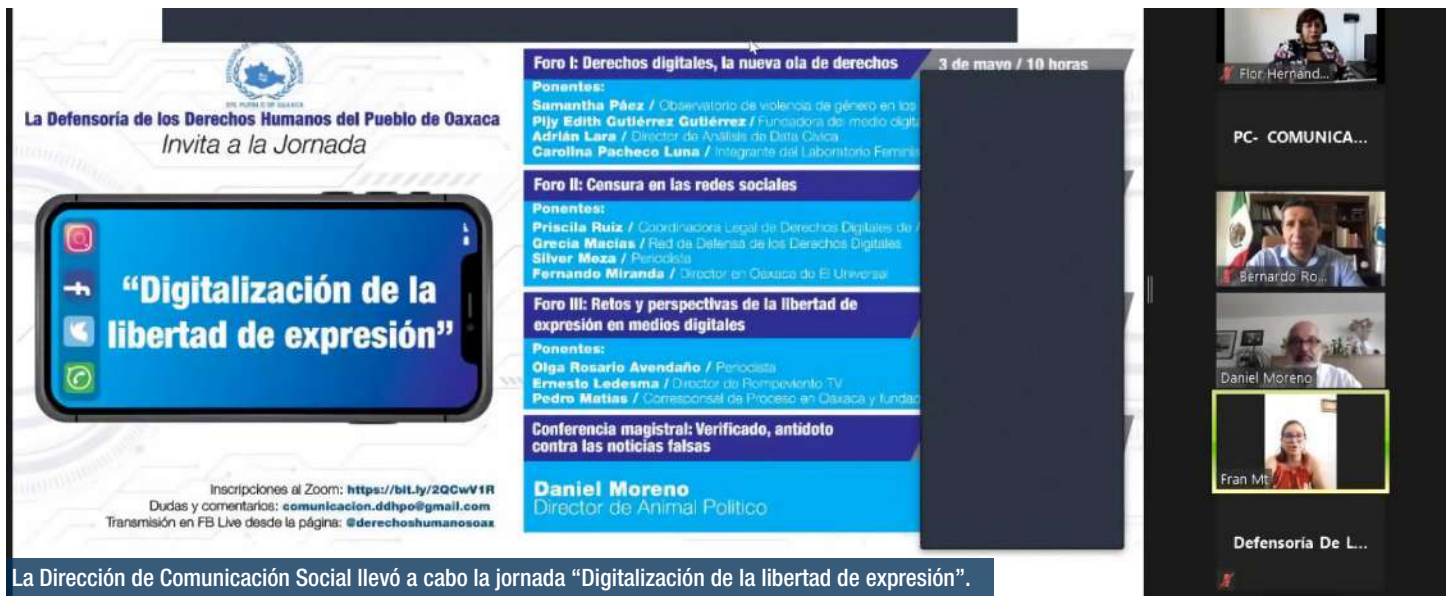 La Defensoría de los Derechos Humanos del Pueblo de Oaxaca
Invita a la Jornada
“Digitalización de la
libertad de expresión”
Inscripciones al Zoom: https://bit.ly/2QCwV1R
Dudas y comentarios: comunicacion.ddhpo@gmail.com
Transmisión en FB Live desde la página: @derechoshumanosoax
Foro I: Derechos digitales, la nueva ola de derechos
3 de mayo / 10 horas
Ponentes:
Samantha Páez / Observatorio de violencia de género en los
Pijy Edith Gutiérrez Gutiérrez / Fundadora de medio digit
Adrián Lara / Director de Análisis de Data Cívica
Carolina Pacheco Luna / Integrante del Laboratorio Feminis
Foro II: Censura en las redes sociales
Ponentes:
Priscila Ruiz / Coordinadora Legal de Derechos Digitales de
Grecia Macías / Red de Defensa de los Derechos Digitales
Silver Meza / Periodista
Fernando Miranda / Director en Oaxaca de El Universal
Foro III: Retos y perspectivas de la libertad de
expresión en medios digitales
Ponentes:
Olga Rosario Avendaño / Periodista
Ernesto Ledesma / Director de Rompeviento TV
Pedro Matías / Corresponsal de Proceso en Oaxaca y fundad
Conferencia magistral: Verificado, antídoto
contra las noticias falsas
Daniel Moreno
Director de Animal Político
Flor Hernánd...
PC- COMUNICA...
Bernardo Ro...
Daniel Moreno
Fran Mt
Defensoría De L...
La Dirección de Comunicación Social llevó a cabo la jornada “Digitalización de la libertad de expresión”.